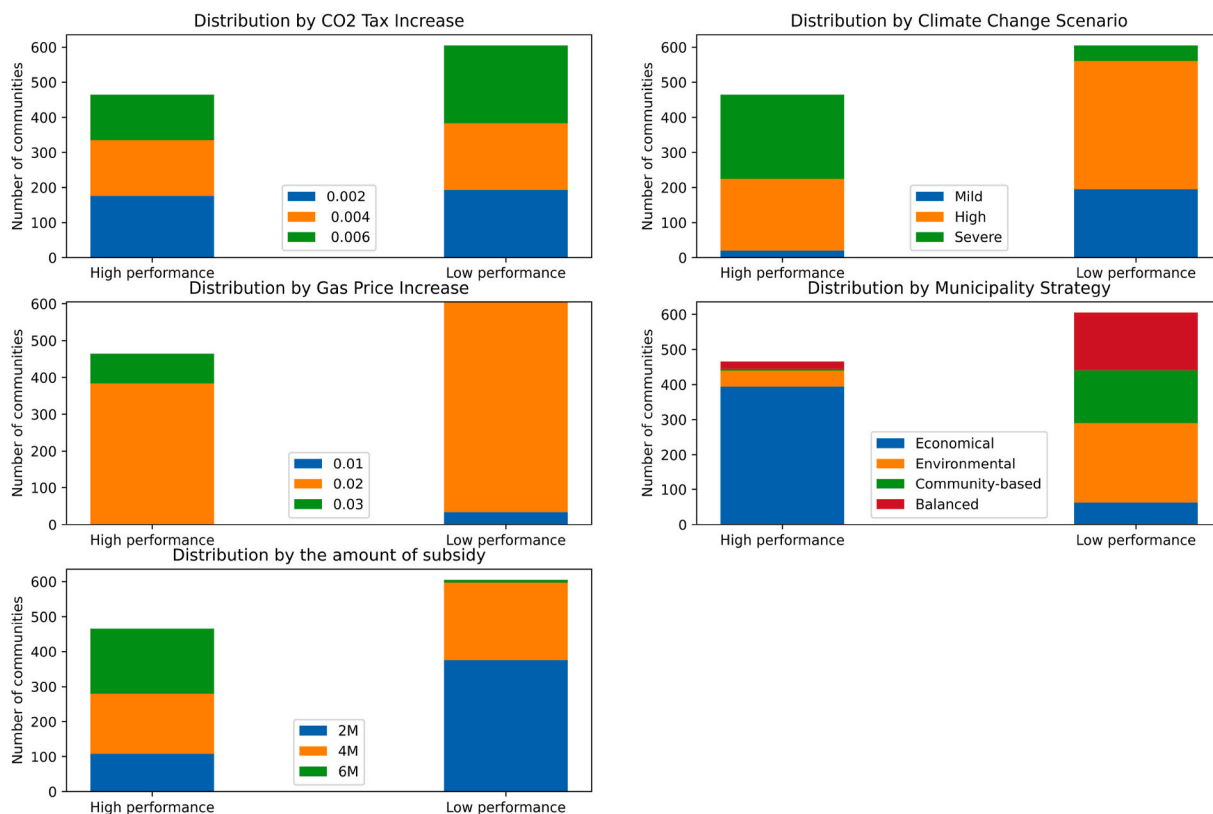 Distribution by CO2 Tax Increase
Number of communities
600
500
400
300
200
100
0
0.002
0.004
0.006
High performance
Low performance
Distribution by Climate Change Scenario
Number of communities
600
500
400
300
200
100
0
Mild
High
Severe
High performance
Low performance
Distribution by Gas Price Increase
Number of communities
600
500
400
300
200
100
0
0.01
0.02
0.03
High performance
Low performance
Distribution by Municipality Strategy
Number of communities
600
500
400
300
200
100
0
Economical
Environmental
Community-based
Balanced
High performance
Low performance
Distribution by the amount of subsidy
Number of communities
600
500
400
300
200
100
0
2M
4M
6M
High performance
Low performance